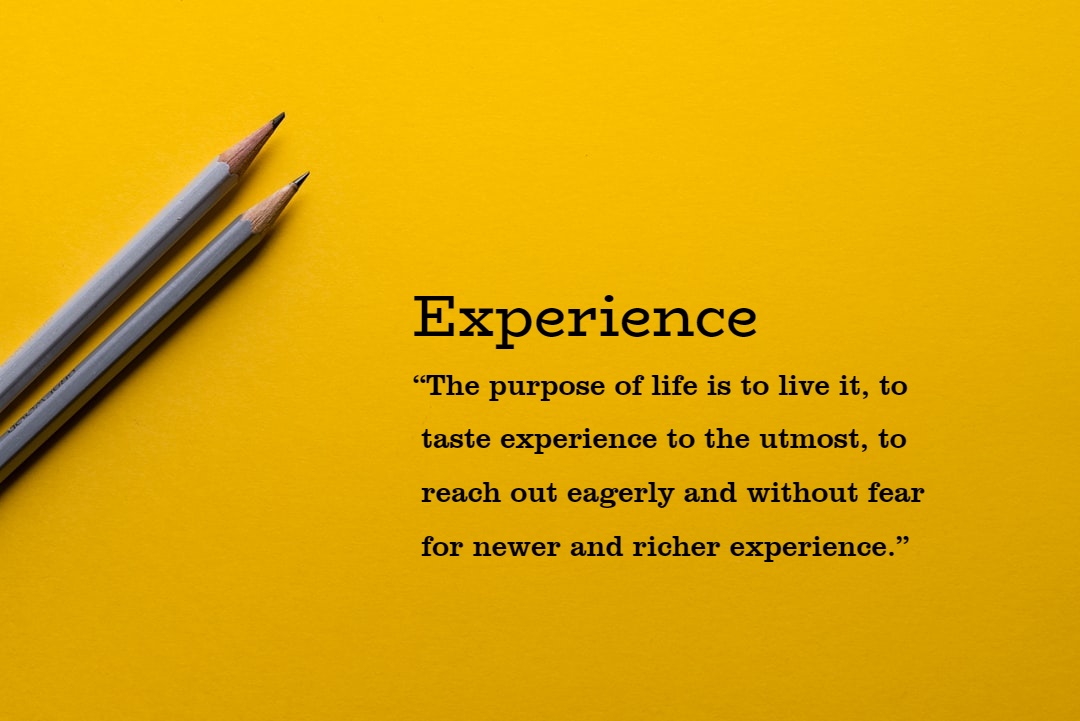 Experience
“The purpose of life is to live it, to
taste experience to the utmost, to
reach out eagerly and without fear
for newer and richer experience.”